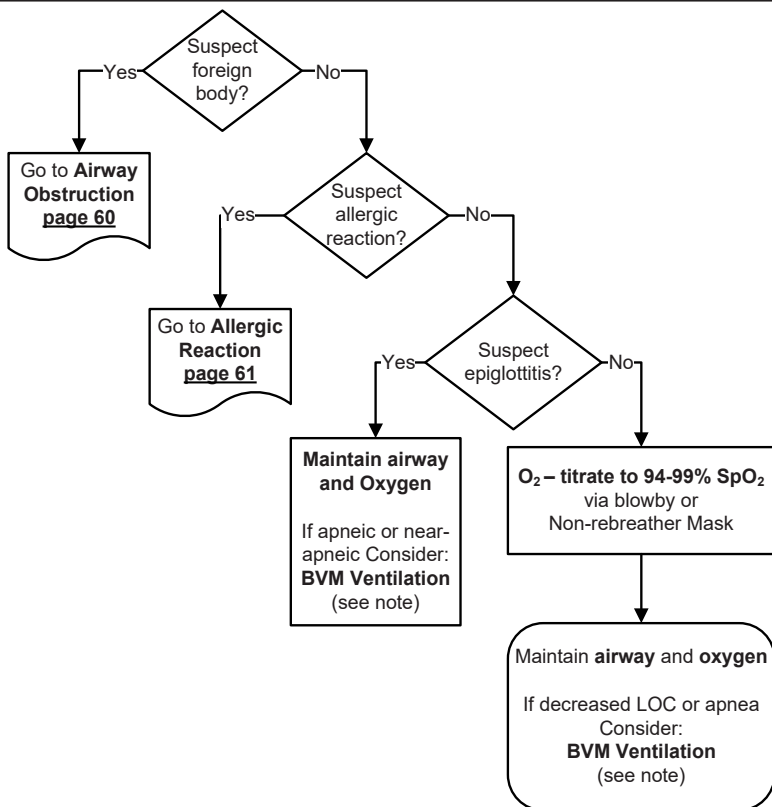 Suspect
foreign
body?
Yes
No
Go to Airway
Obstruction
page 60
Suspect
allergic
reaction?
Yes
No
Go to Allergic
Reaction
page 61
Suspect
epiglottitis?
Yes
No
Maintain airway
and Oxygen
If apneic or near-
apneic Consider:
BVM Ventilation
(see note)
O₂ – titrate to 94-99% SpO₂
via blowby or
Non-rebreather Mask
Maintain airway and oxygen
If decreased LOC or apnea
Consider:
BVM Ventilation
(see note)